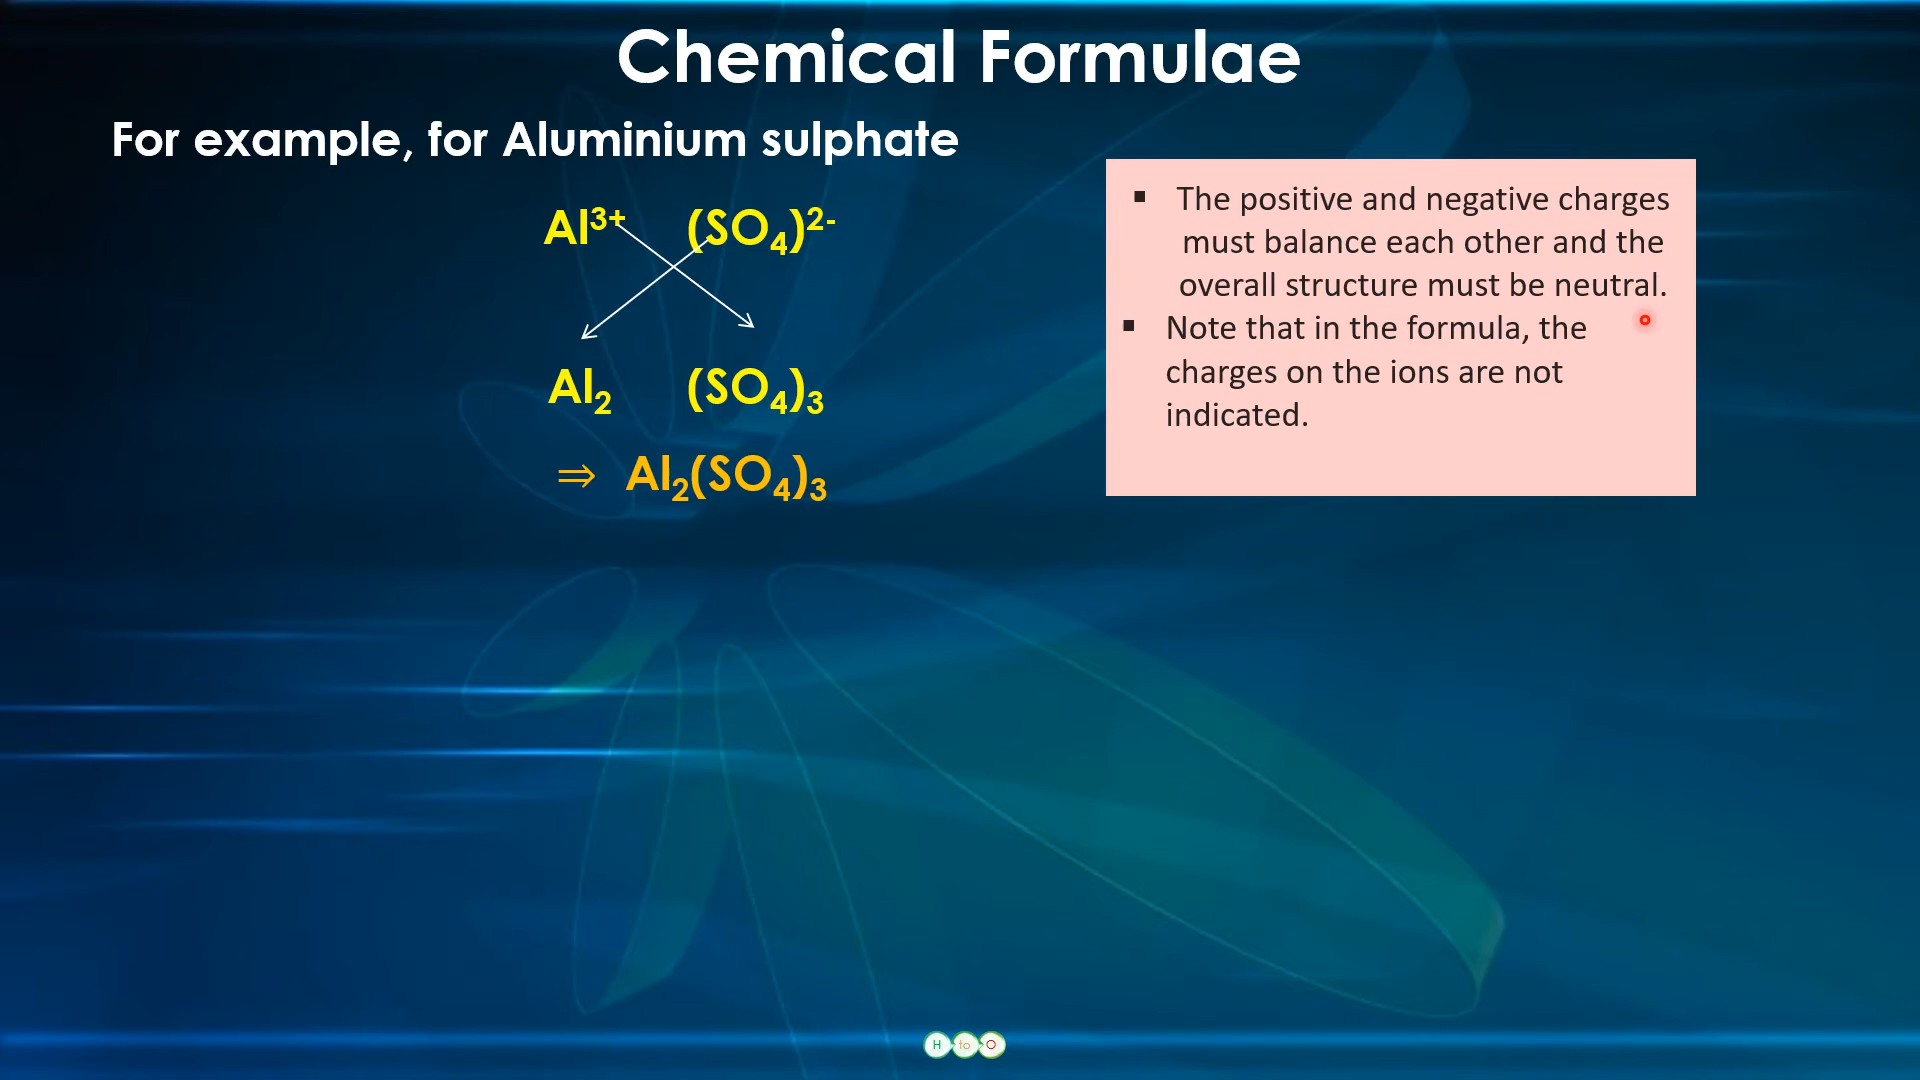 Chemical Formulae
For example, for Aluminium sulphate
Al³⁺ (SO₄)²⁻
Al₂ (SO₄)₃
⇒ Al₂(SO₄)₃
▪ The positive and negative charges
must balance each other and the
overall structure must be neutral.
▪ Note that in the formula, the
charges on the ions are not
indicated.
H to O